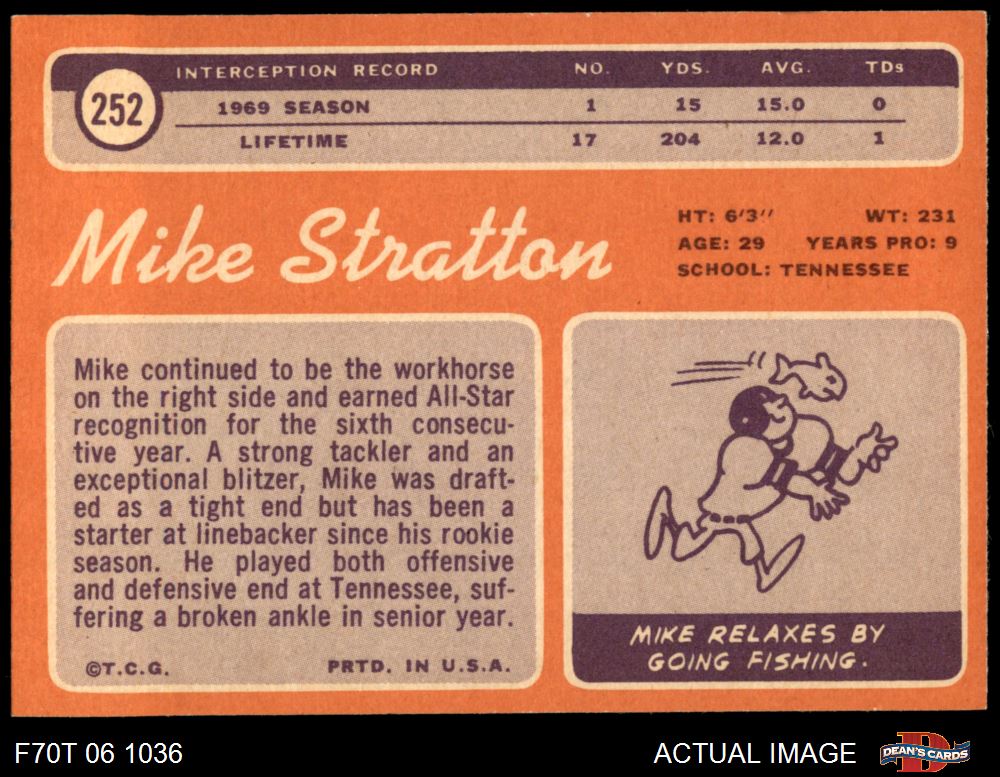 INTERCEPTION RECORD NO. YDS. AVG. TDs
252
1969 SEASON 1 15 15.0 0
LIFETIME 17 204 12.0 1
Mike Stratton
HT: 6'3" WT: 231
AGE: 29 YEARS PRO: 9
SCHOOL: TENNESSEE
Mike continued to be the workhorse
on the right side and earned All-Star
recognition for the sixth consecu-
tive year. A strong tackler and an
exceptional blitzer, Mike was draft-
ed as a tight end but has been a
starter at linebacker since his rookie
season. He played both offensive
and defensive end at Tennessee, suf-
fering a broken ankle in senior year.
©T.C.G. PRTD. IN U.S.A.
MIKE RELAXES BY
GOING FISHING.
F70T 06 1036 ACTUAL IMAGE DEAN'S CARDS